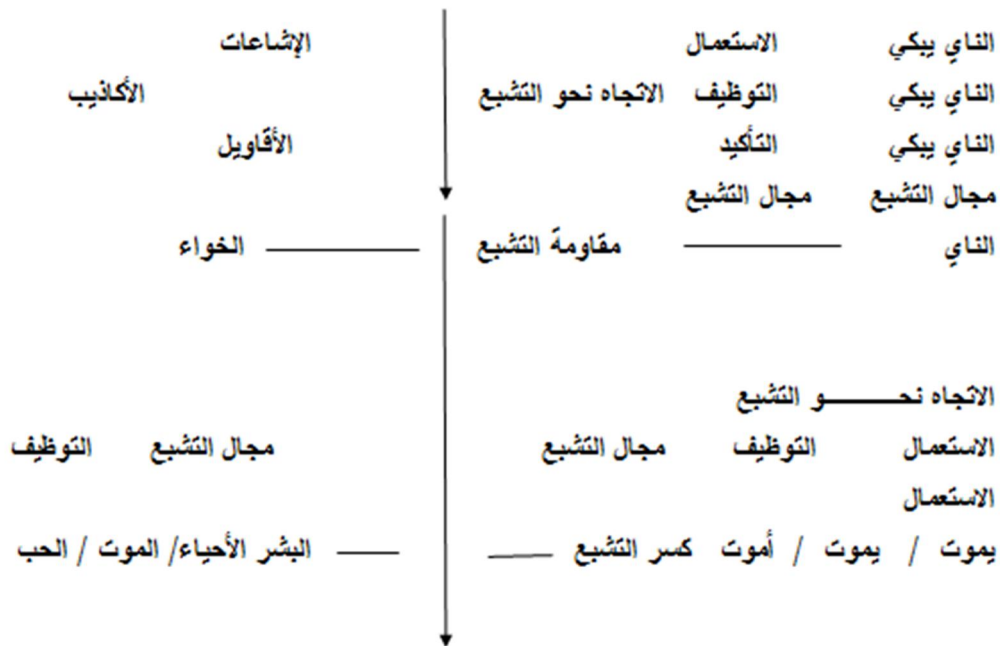 الناي يبكي الاستعمال الإشاعات
الناي يبكي التوظيف الاتجاه نحو التشبع الأكاذيب
الناي يبكي التأكيد الأقاويل
مجال التشبع مجال التشبع
الناي مقاومة التشبع الخواء
الاتجاه نحـــــــو التشبع
الاستعمال التوظيف مجال التشبع مجال التشبع التوظيف
الاستعمال
يموت / يموت / أموت كسر التشبع البشر الأحياء/ الموت / الحب